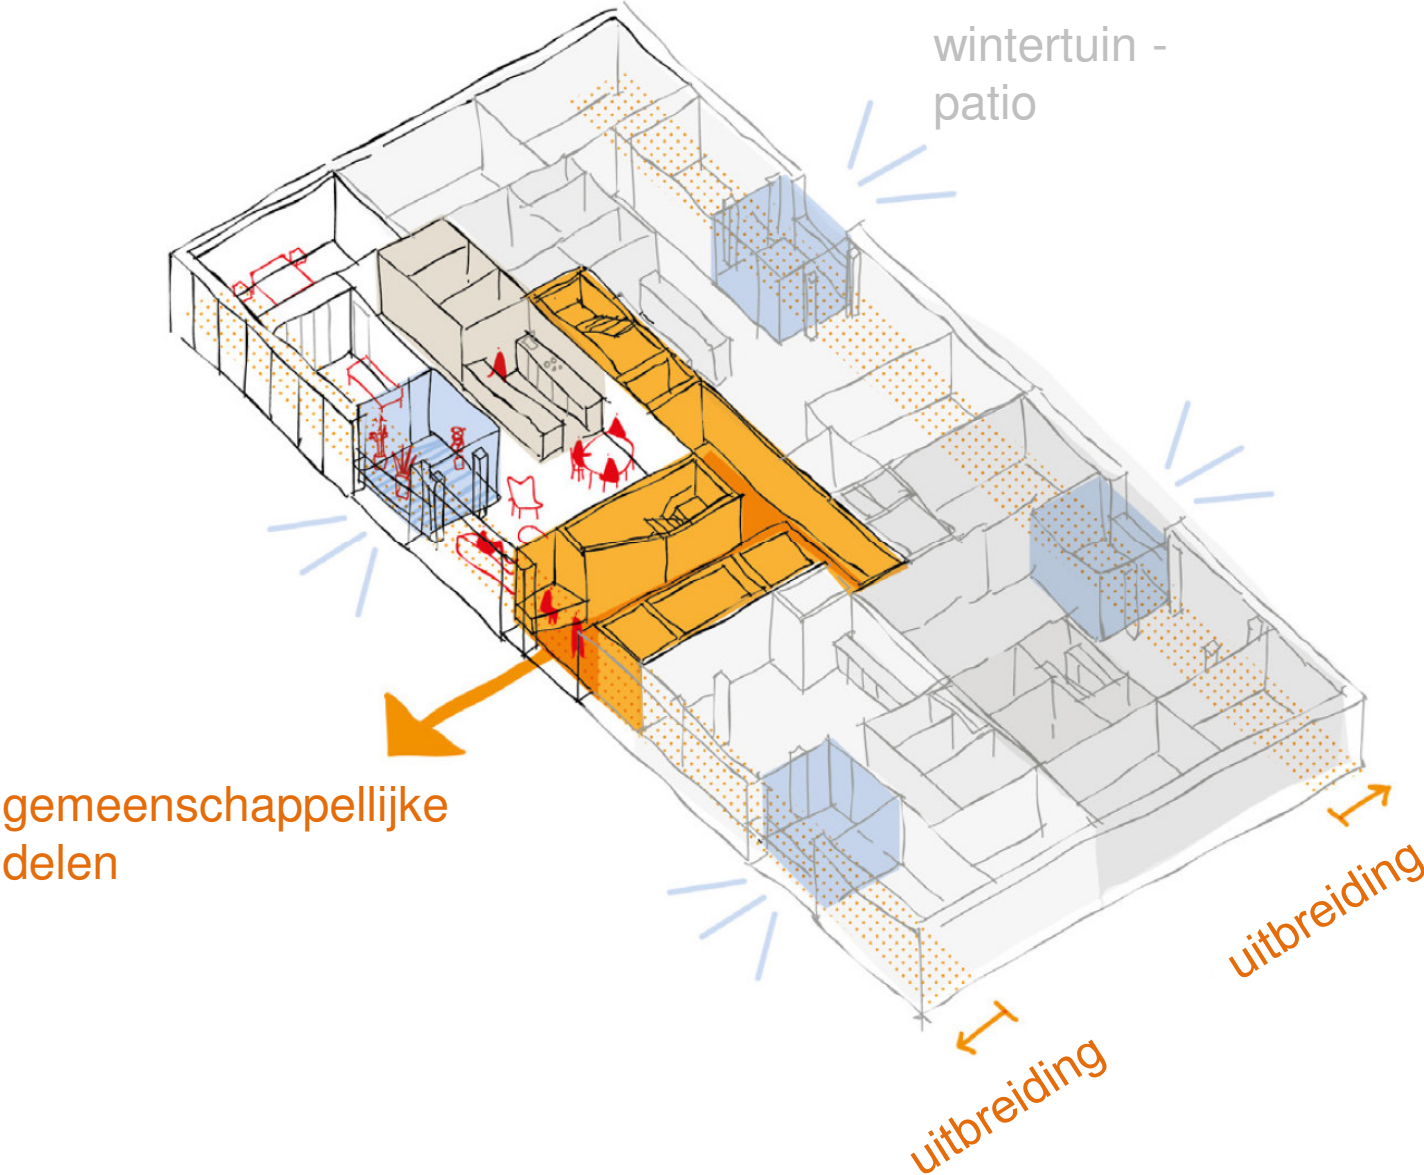 wintertuin -
patio
gemeenschappellijke
delen
uitbreiding
uitbreiding